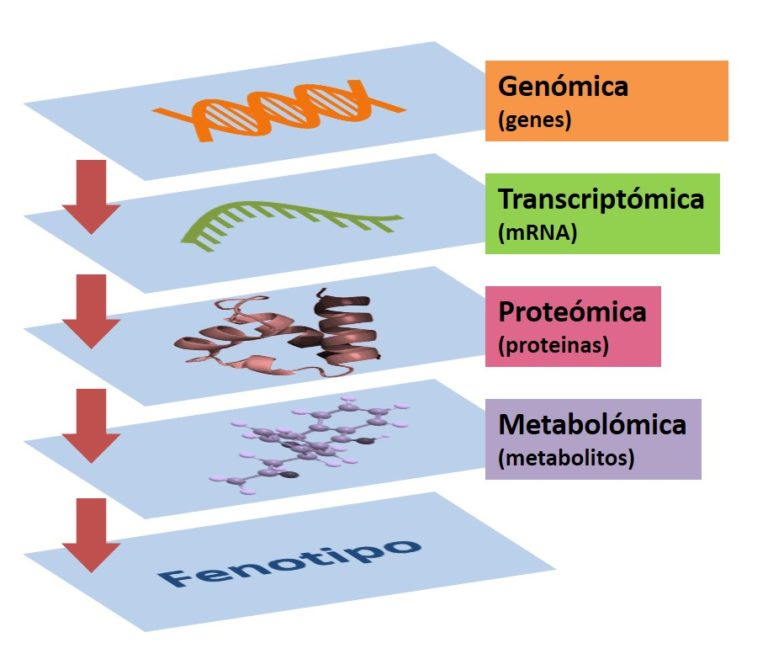 Genómica
(genes)
Transcriptómica
(mRNA)
Proteómica
(proteinas)
Metabolómica
(metabolitos)
Fenotipo